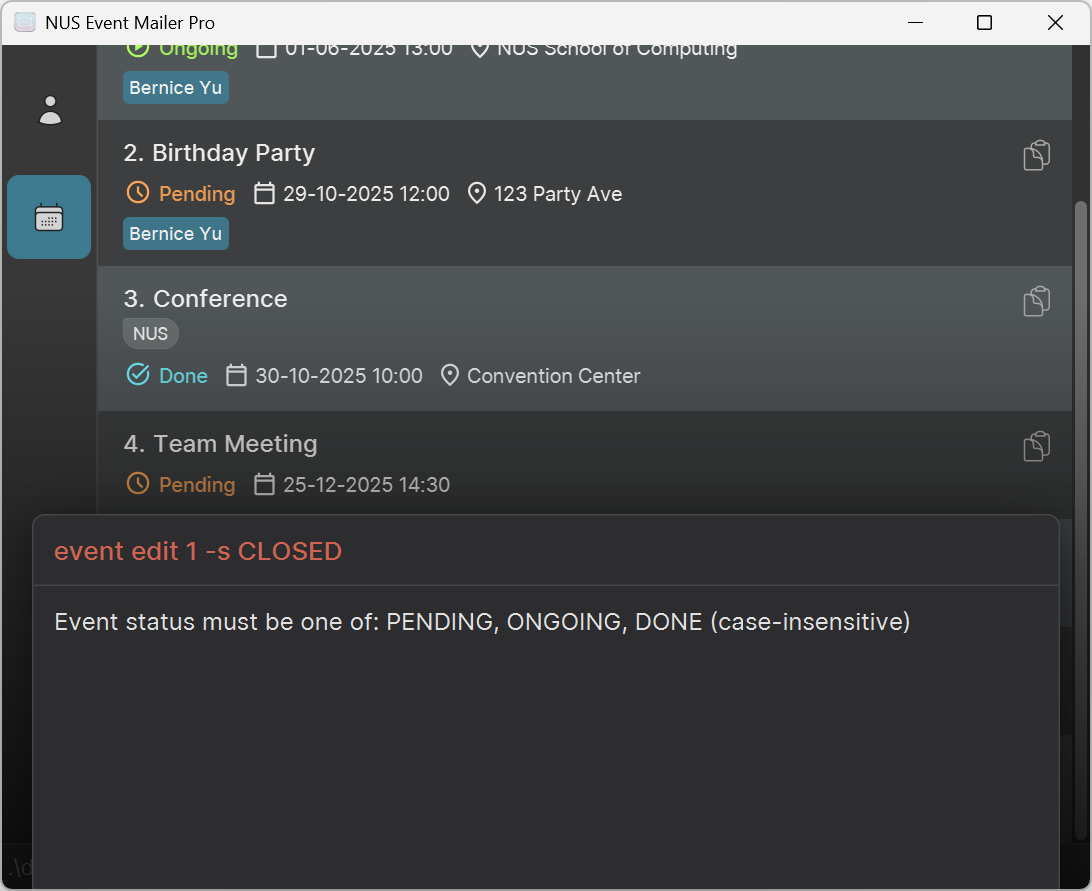 NUS Event Mailer Pro
Ongoing 01-06-2025 13:00 NUS School of Computing
Bernice Yu
2. Birthday Party
Pending 29-10-2025 12:00 123 Party Ave
Bernice Yu
3. Conference
NUS
Done 30-10-2025 10:00 Convention Center
4. Team Meeting
Pending 25-12-2025 14:30
event edit 1 -s CLOSED
Event status must be one of: PENDING, ONGOING, DONE (case-insensitive)